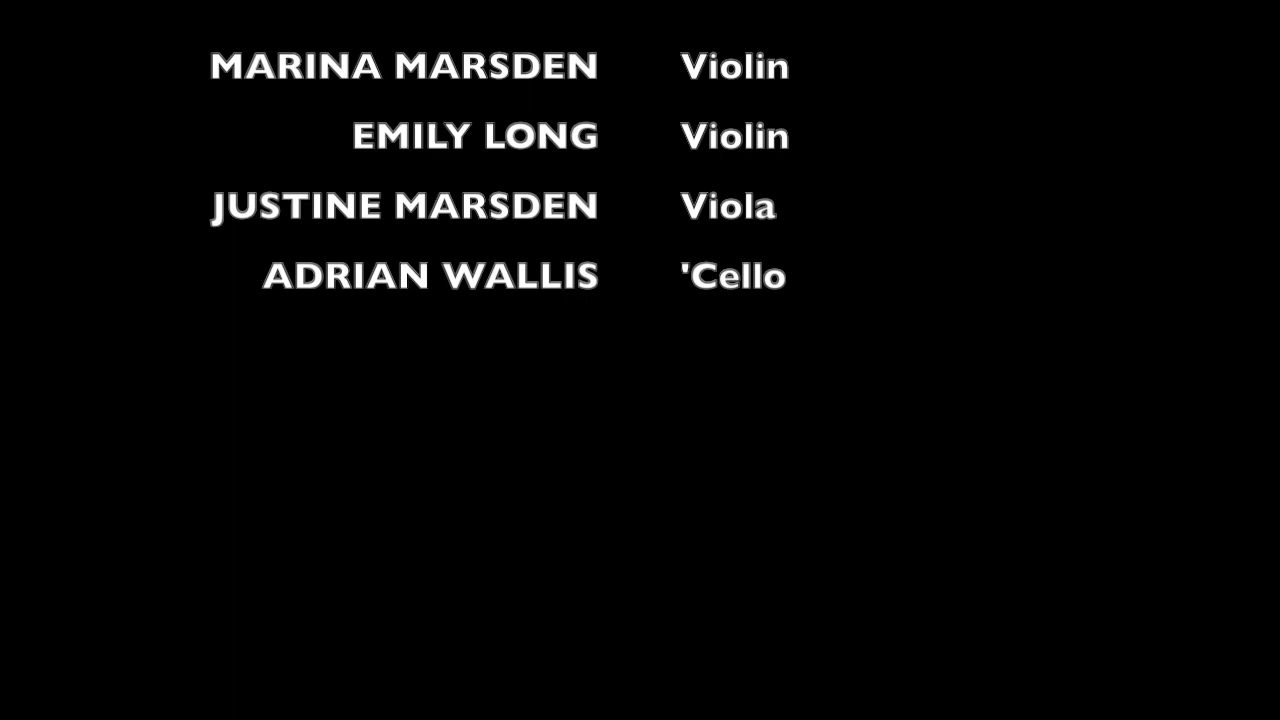 MARINA MARSDEN Violin
EMILY LONG Violin
JUSTINE MARSDEN Viola
ADRIAN WALLIS 'Cello